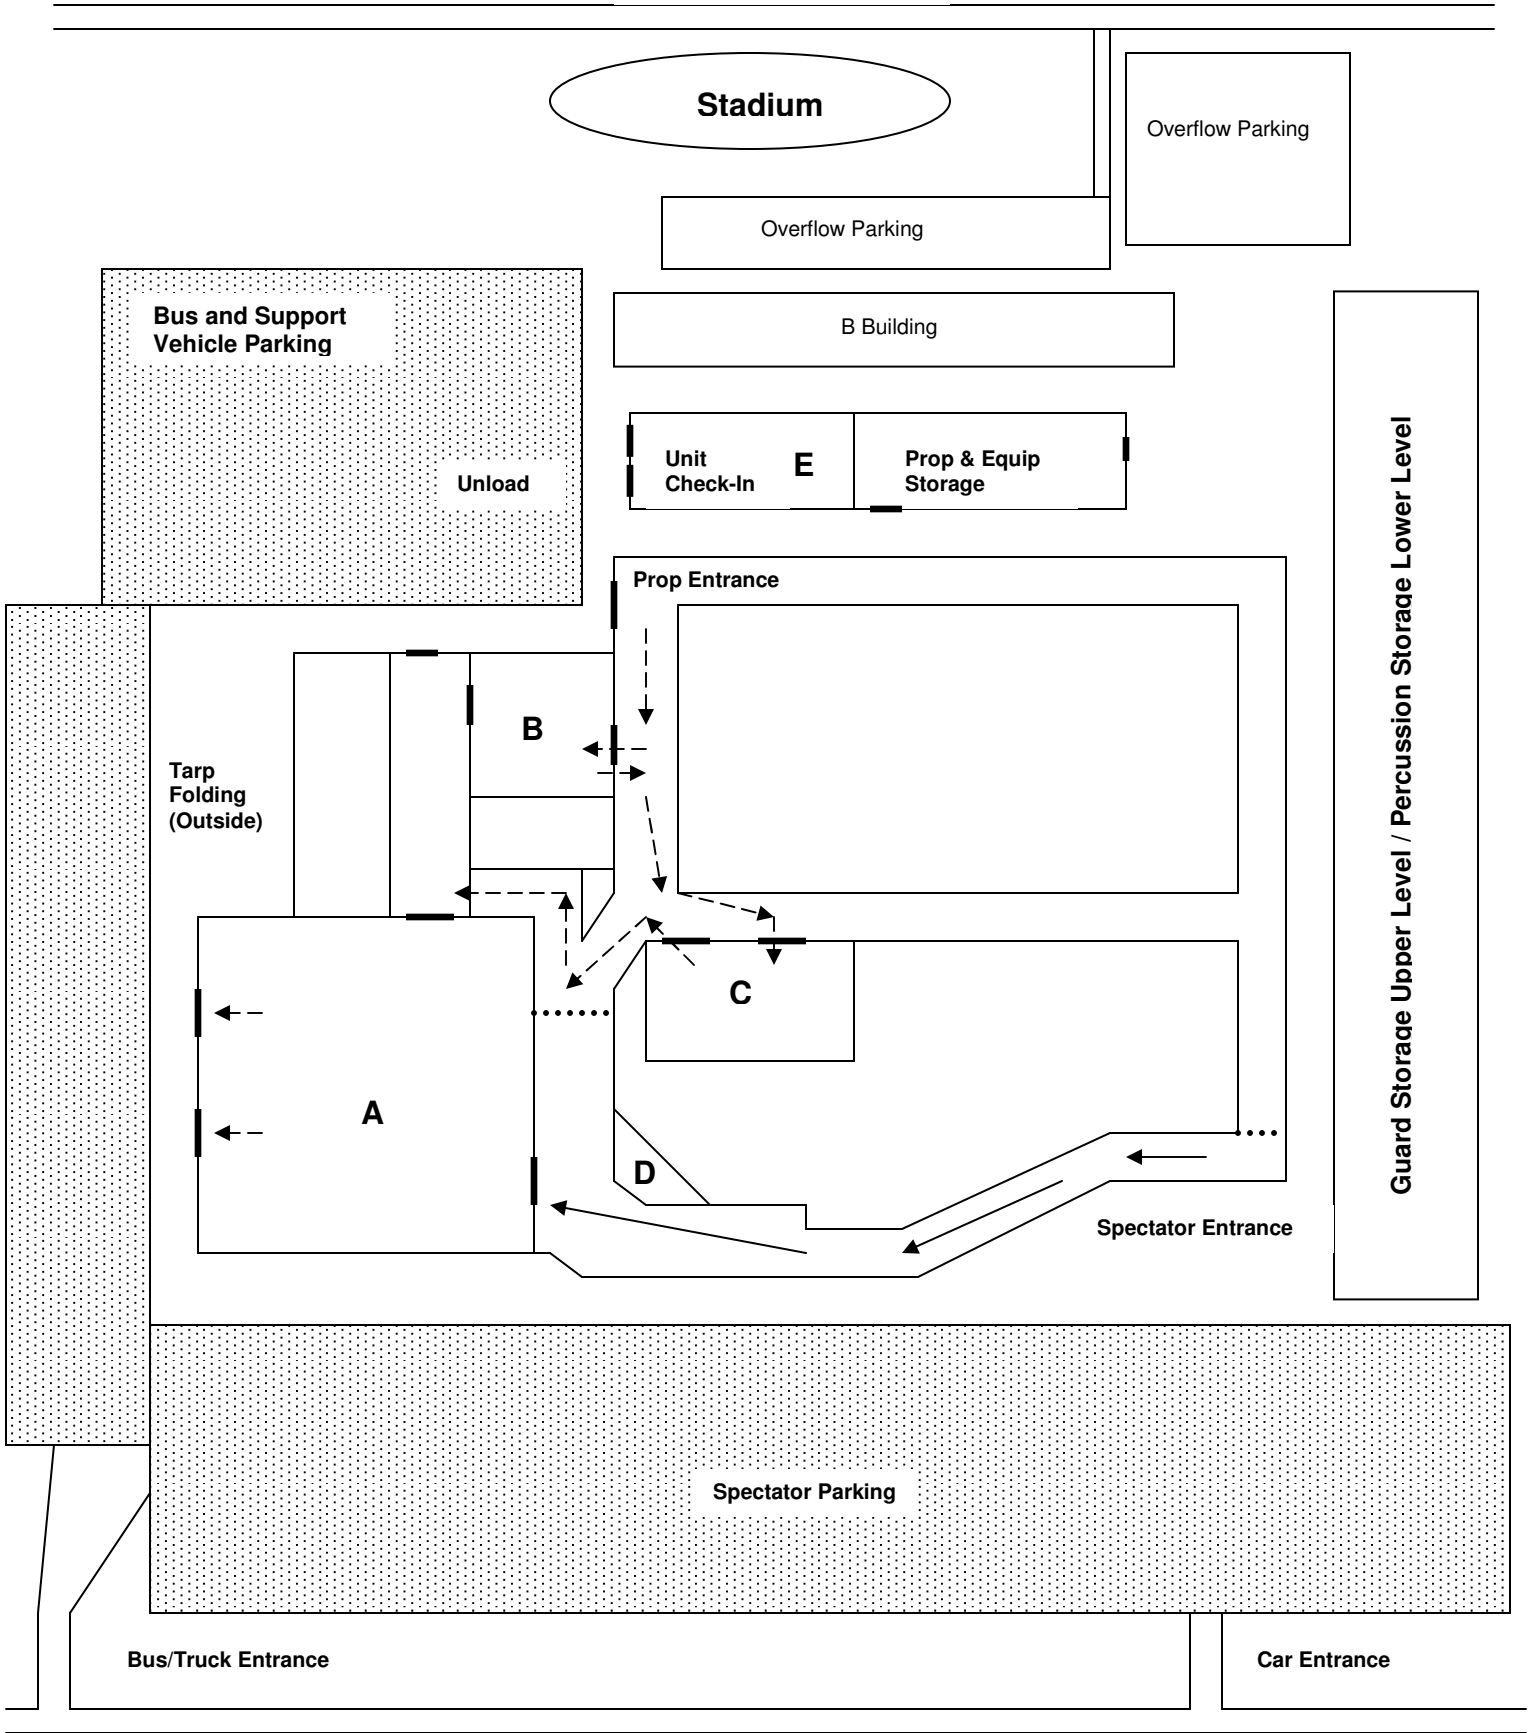 Stadium
Overflow Parking
Overflow Parking
Bus and Support
Vehicle Parking
B Building
Unload
Unit
Check-In
E
Prop & Equip
Storage
Guard Storage Upper Level / Percussion Storage Lower Level
Prop Entrance
B
Tarp
Folding
(Outside)
C
A
D
Spectator Entrance
Spectator Parking
Bus/Truck Entrance
Car Entrance